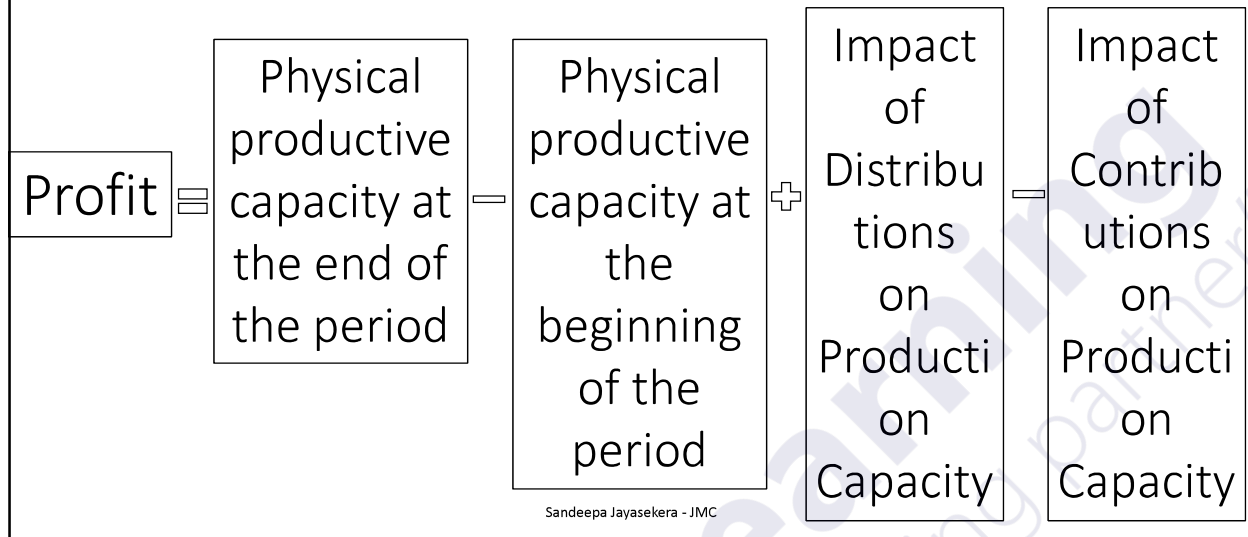 Profit
=
Physical
productive
capacity at
the end of
the period
−
Physical
productive
capacity at
the
beginning
of the
period
+
Impact
of
Distribu
tions
on
Producti
on
Capacity
−
Impact
of
Contrib
utions
on
Producti
on
Capacity
Sandeepa Jayasekera - JMC